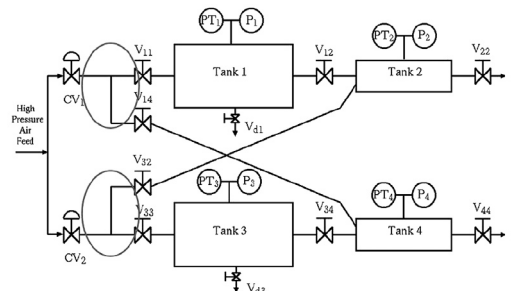 PT1 P1
PT2 P2
V11
V12
V22
Tank 1
Tank 2
CV1
V14
High
Pressure
Air
Feed
Vd1
V32
PT3 P3
PT4 P4
V33
V34
V44
Tank 3
Tank 4
CV2
Vd3